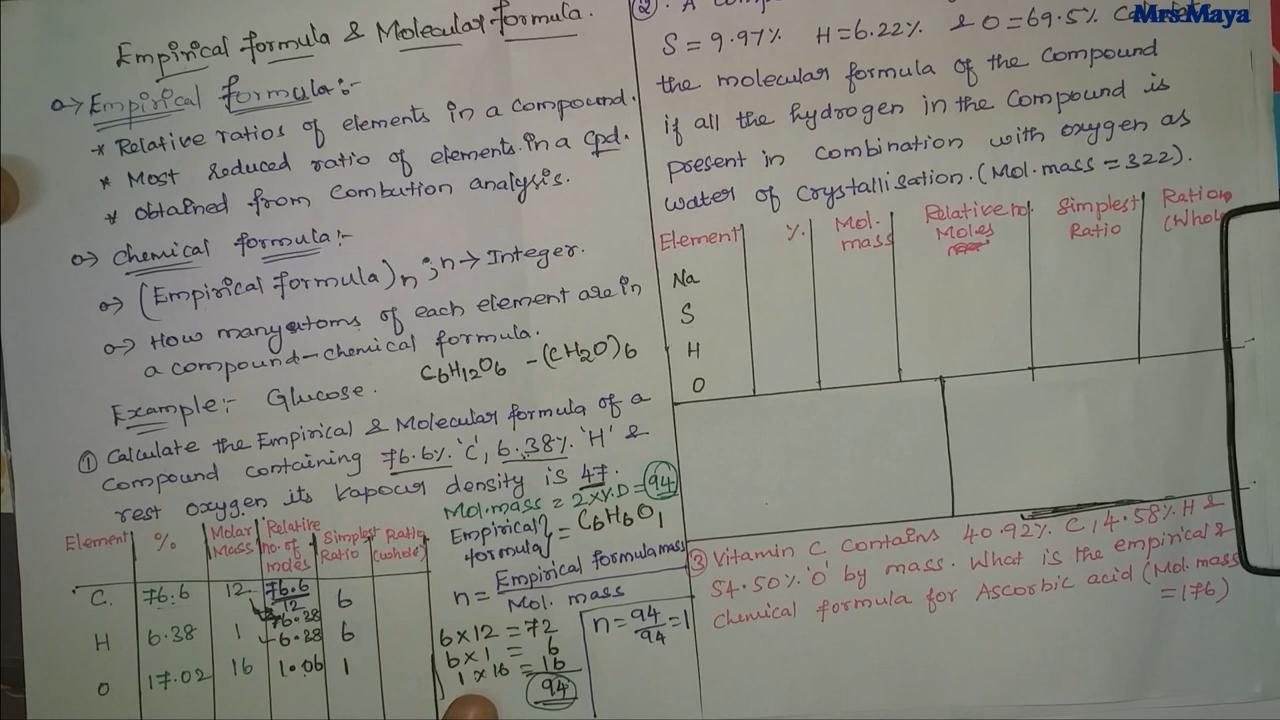 Empirical formula & Molecular formula.
Empirical formula:-
* Relative ratios of elements in a compound.
* Most reduced ratio of elements in a cpd.
* obtained from combution analysis.
Chemical formula:-
(Empirical formula)n ; n → Integer.
How many atoms of each element are in
a compound - chemical formula.
Example:- Glucose. C6H12O6 - (CH2O)6
① Calculate the Empirical & Molecular formula of a
compound containing 76.6% 'C', 6.38% 'H' &
rest oxygen its vapour density is 47.
Mol. mass = 2 x V.D = 94
Element % Molar Mass Relative no. of moles Simplest Ratio Ratio (whole)
C. 76.6 12 76.6/12 6
H 6.38 1 6.38 6
O 17.02 16 1.06 1
Empirical formula } = C6H6O1
n = Empirical formula mass / Mol. mass
6 x 12 = 72
6 x 1 = 6
1 x 16 = 16
94
n = 94/94 = 1
② . A
Mrs Maya
S = 9.97% H = 6.22% & O = 69.5%
the molecular formula of the compound
if all the hydrogen in the compound is
present in combination with oxygen as
water of crystallisation. (Mol. mass = 322).
Element % Mol. mass Relative no. Moles Simplest Ratio Ratio (Whole
Na
S
H
O
③ Vitamin C contains 40.92% C, 4.58% H &
54.50% 'O' by mass. What is the empirical &
chemical formula for Ascorbic acid (Mol. mass
= 176)